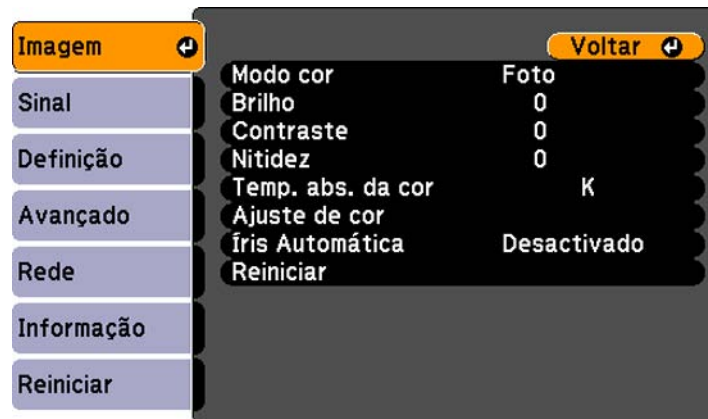 Imagem
Sinal
Definição
Avançado
Rede
Informação
Reiniciar
Voltar
Modo cor Foto
Brilho 0
Contraste 0
Nitidez 0
Temp. abs. da cor K
Ajuste de cor
Íris Automática Desactivado
Reiniciar